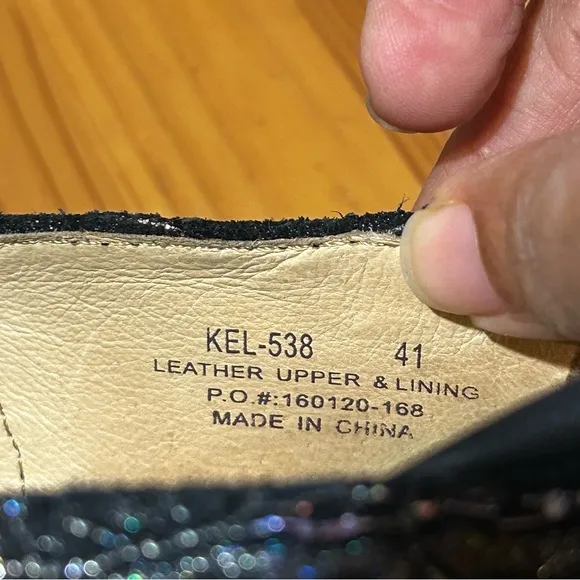 KEL-538 41
LEATHER UPPER & LINING
P.O.#:160120-168
MADE IN CHINA